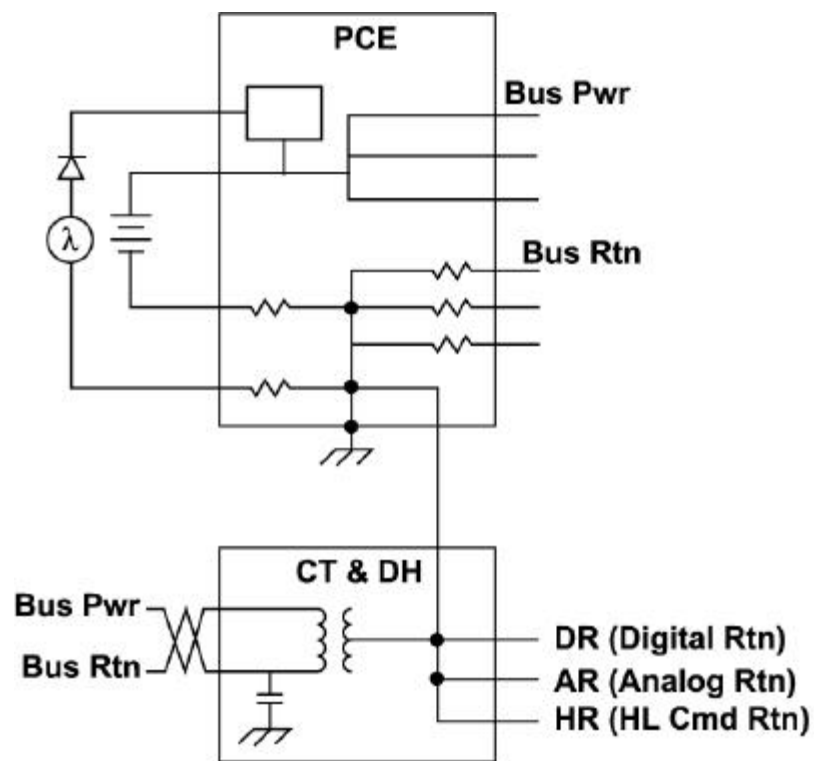 PCE
Bus Pwr
λ
Bus Rtn
CT & DH
Bus Pwr
Bus Rtn
DR (Digital Rtn)
AR (Analog Rtn)
HR (HL Cmd Rtn)